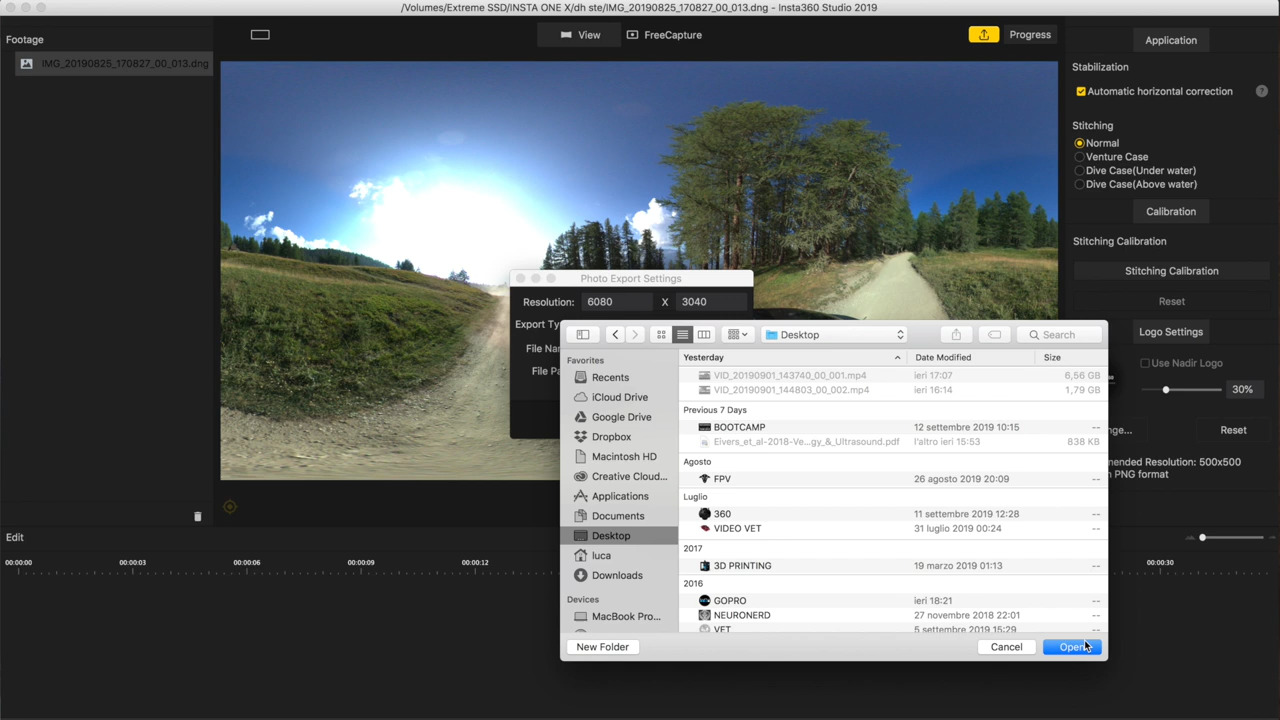 /Volumes/Extreme SSD/INSTA ONE X/dh ste/IMG_20190825_170827_00_013.dng - Insta360 Studio 2019
Footage
View
FreeCapture
Progress
Application
IMG_20190825_170827_00_013.dng
Stabilization
Automatic horizontal correction
?
Stitching
Normal
Venture Case
Dive Case(Under water)
Dive Case(Above water)
Calibration
Stitching Calibration
Stitching Calibration
Reset
Logo Settings
Use Nadir Logo
30%
nge...
Reset
mended Resolution: 500x500
n PNG format
Photo Export Settings
Resolution: 6080 X 3040
Export Ty
File Na
File Pa
Desktop
Search
Favorites
Recents
iCloud Drive
Google Drive
Dropbox
Macintosh HD
Creative Cloud...
Applications
Documents
Desktop
luca
Downloads
Devices
MacBook Pro...
Yesterday Date Modified Size
VID_20190901_143740_00_001.mp4 ieri 17:07 6,56 GB
VID_20190901_144803_00_002.mp4 ieri 16:14 1,79 GB
Previous 7 Days
BOOTCAMP 12 settembre 2019 10:15 --
Eivers_et_al-2018-Ve...gy_&_Ultrasound.pdf l'altro ieri 15:53 838 KB
Agosto
FPV 26 agosto 2019 20:09 --
Luglio
360 11 settembre 2019 12:28 --
VIDEO VET 31 luglio 2019 00:24 --
2017
3D PRINTING 19 marzo 2019 01:13 --
2016
GOPRO ieri 18:21 --
NEURONERD 27 novembre 2018 22:01 --
VET 5 settembre 2019 15:29 --
New Folder
Cancel
Open
Edit
00:00:00 00:00:03 00:00:06 00:00:09 00:00:12 00:00:30